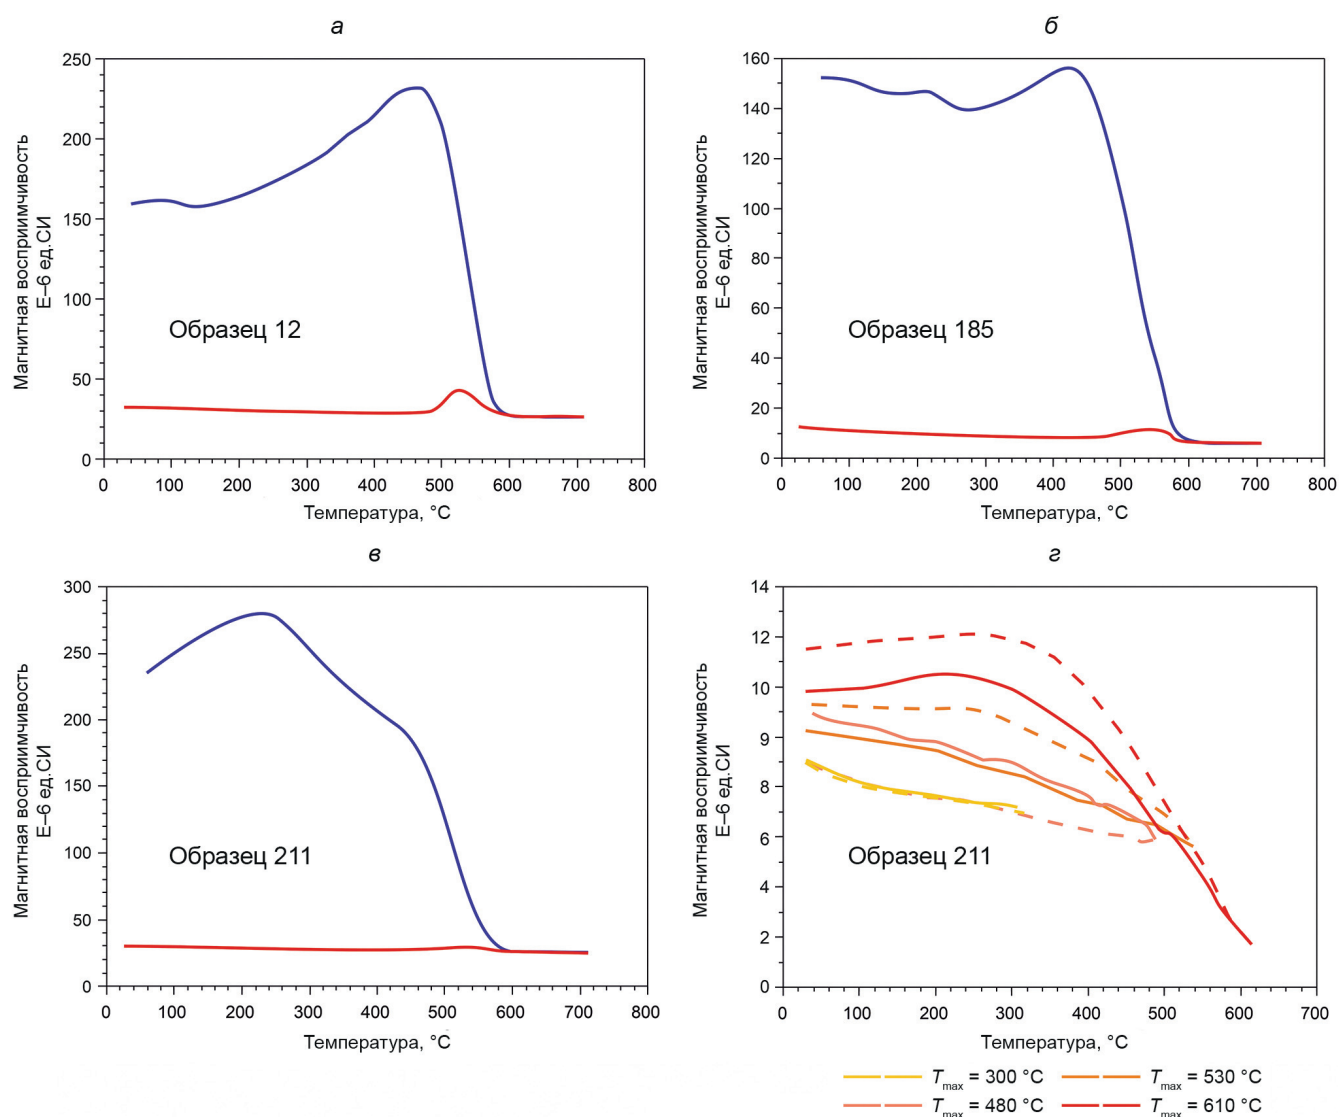 а
250
200
150
100
50
0
Магнитная восприимчивость
E–6 ед.СИ
Образец 12
0 100 200 300 400 500 600 700 800
Температура, °C
б
160
140
120
100
80
60
40
20
0
Магнитная восприимчивость
E–6 ед.СИ
Образец 185
0 100 200 300 400 500 600 700 800
Температура, °C
в
300
250
200
150
100
50
0
Магнитная восприимчивость
E–6 ед.СИ
Образец 211
0 100 200 300 400 500 600 700 800
Температура, °C
г
14
12
10
9
7
6
4
2
0
Магнитная восприимчивость
E–6 ед.СИ
Образец 211
0 100 200 300 400 500 600 700
Температура, °C
Tmax = 300 °C Tmax = 530 °C
Tmax = 480 °C Tmax = 610 °C